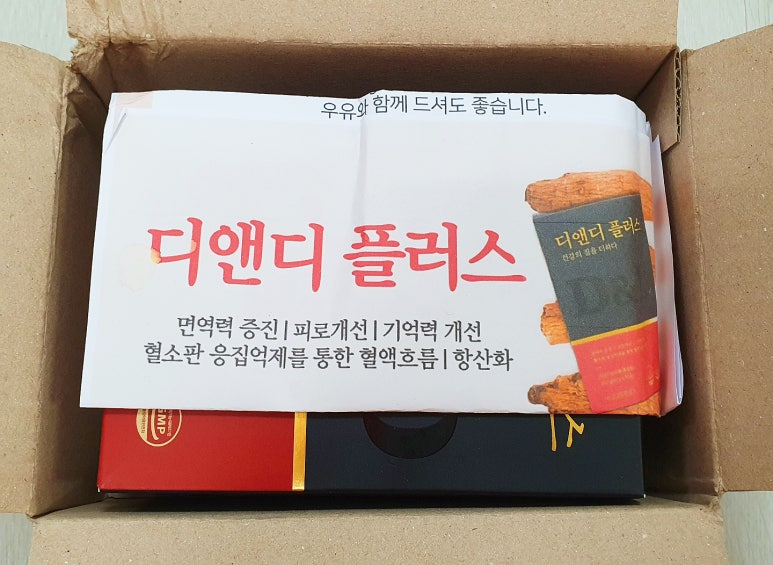 우유와 함께 드셔도 좋습니다.
디앤디 플러스
면역력 증진 | 피로개선 | 기억력 개선
혈소판 응집억제를 통한 혈액흐름 | 항산화
디앤디 플러스
건강의 힘을 더하다
GMP
스